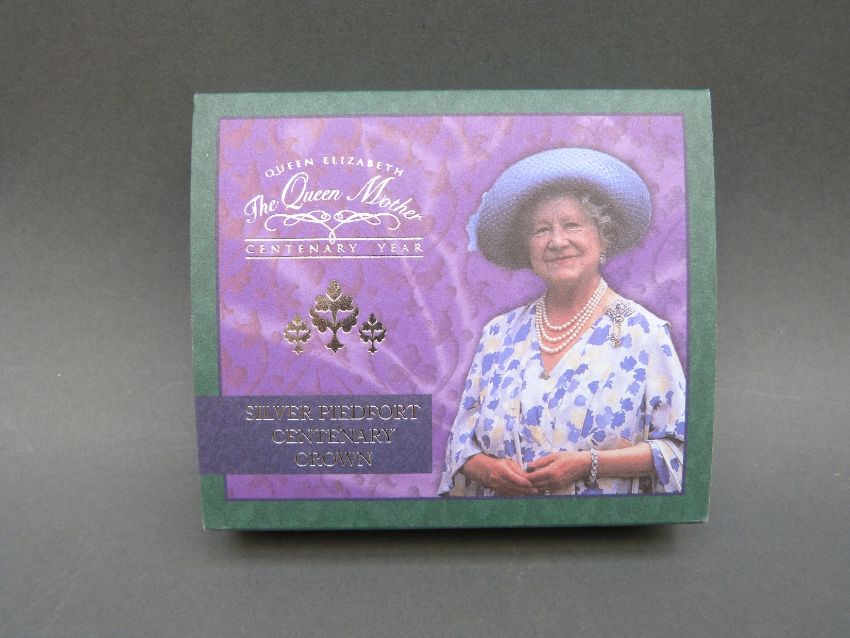 QUEEN ELIZABETH
The Queen Mother
CENTENARY YEAR
SILVER PIEDFORT
CENTENARY
CROWN